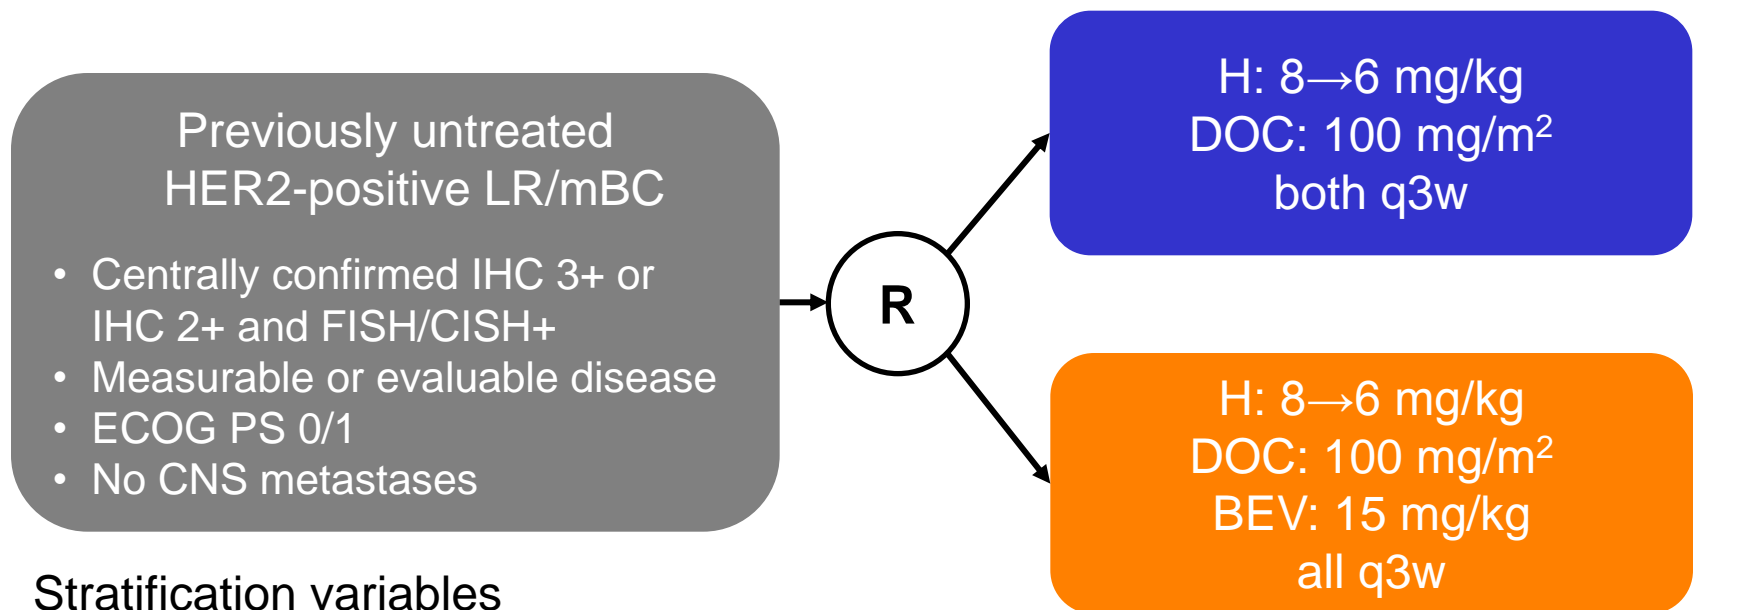 Previously untreated
HER2-positive LR/mBC
• Centrally confirmed IHC 3+ or
IHC 2+ and FISH/CISH+
• Measurable or evaluable disease
• ECOG PS 0/1
• No CNS metastases
R
H: 8→6 mg/kg
DOC: 100 mg/m²
both q3w
H: 8→6 mg/kg
DOC: 100 mg/m²
BEV: 15 mg/kg
all q3w
Stratification variables